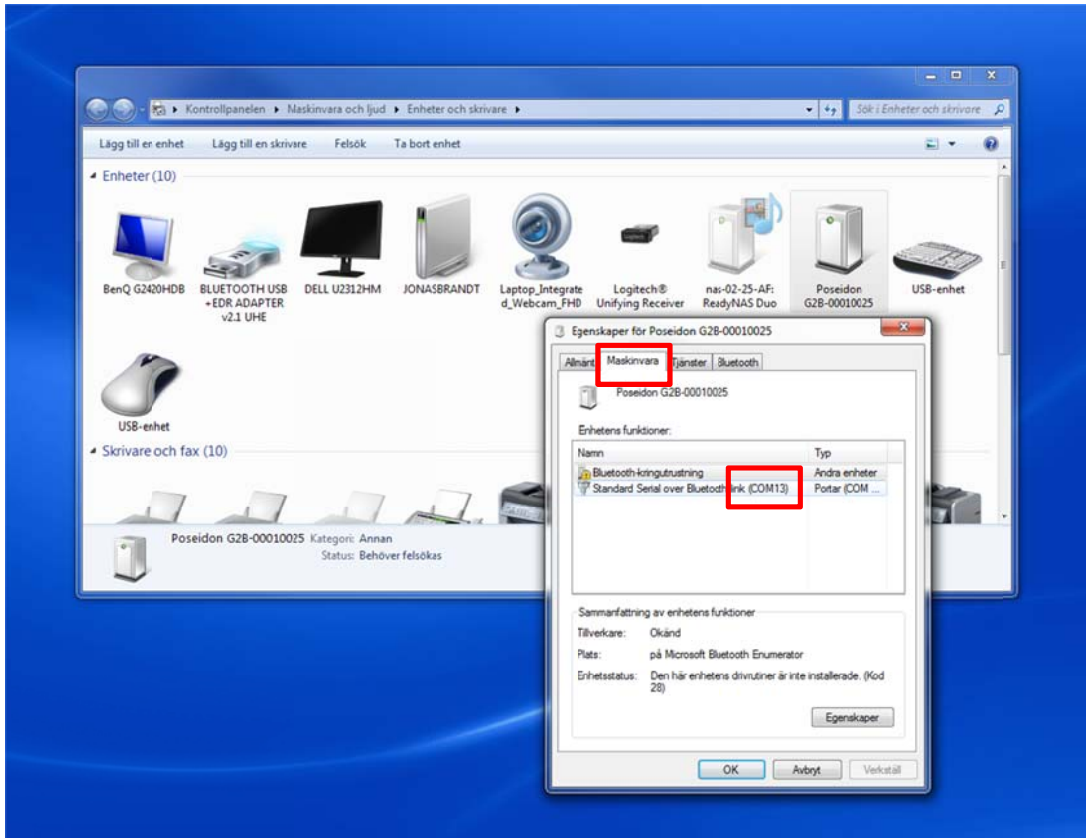 Kontrollpanelen ▸ Naskinvara och ljud ▸ Enheter och skrivare ▸
Sök i Enheter och skrivare
Lägg till er enhet Lägg till en skrivare Felsök Ta bort enhet
Enheter (10)
BenQ G2420HDB
BLUETOOTH USB
+EDR ADAPTER
v2.1 UHE
DELL U2312HM
JONASBRANDT
Laptop_Integrate
d_Webcam_FHD
Logitech®
Unifying Receiver
nas-02-25-AF:
ReadyNAS Duo
Poseidon
G2B-00010025
USB-enhet
USB-enhet
Skrivare och fax (10)
Poseidon G2B-00010025 Kategori: Annan
Status: Behöver felsökas
Egenskaper för Poseidon G2B-00010025
Allmänt Maskinvara Tjänster Bluetooth
Poseidon G2B-00010025
Enhetens funktioner:
Namn Typ
Bluetooth-kringutrustning Andra enheter
Standard Serial over Bluetooth link (COM13) Portar (COM ...
Sammanfattning av enhetens funktioner
Tillverkare: Okänd
Plats: på Microsoft Bluetooth Enumerator
Enhetsstatus: Den här enhetens drivrutiner är inte installerade. (Kod
28)
Egenskaper
OK Avbryt Verkställ